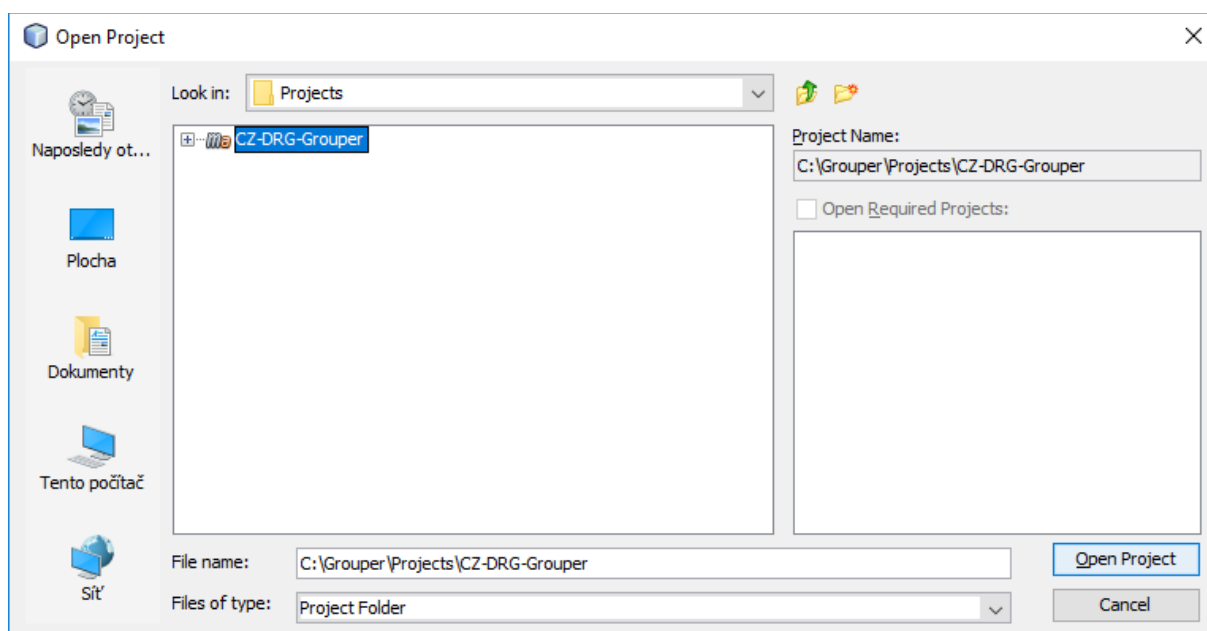 Open Project
Look in: Projects
Naposledy ot...
Plocha
Dokumenty
Tento počítač
Síť
CZ-DRG-Grouper
Project Name:
C:\Grouper\Projects\CZ-DRG-Grouper
Open Required Projects:
File name: C:\Grouper\Projects\CZ-DRG-Grouper
Open Project
Files of type: Project Folder
Cancel